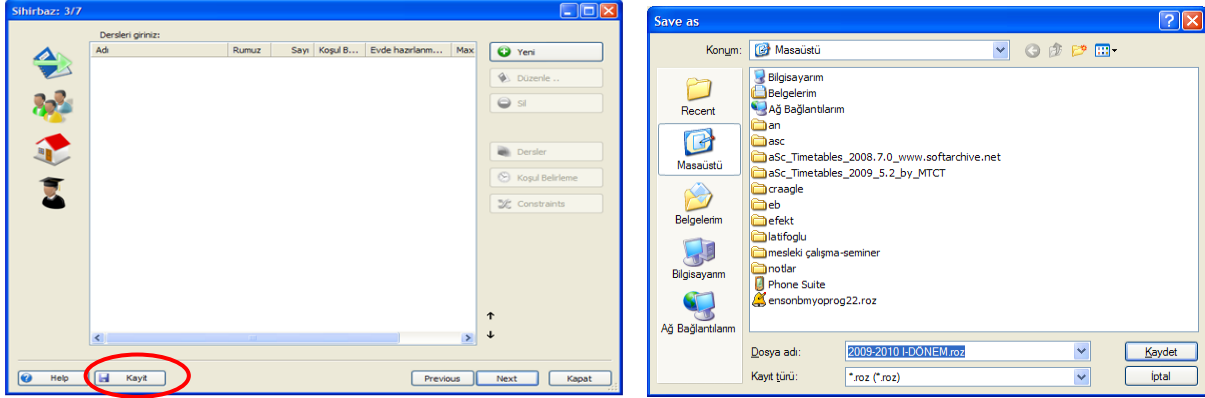 Sihirbaz: 3/7
Dersleri giriniz:
Adı Rumuz Sayı Koşul B... Evde hazırlanm... Max
Yeni
Düzenle ..
Sil
Dersler
Koşul Belirleme
Constraints
Help Kayit Previous Next Kapat
Save as
Konum: Masaüstü
Recent
Masaüstü
Belgelerim
Bilgisayarım
Ağ Bağlantılarım
Bilgisayarım
Belgelerim
Ağ Bağlantılarım
an
asc
aSc_Timetables_2008.7.0_www.softarchive.net
aSc_Timetables_2009_5.2_by_MTCT
craagle
eb
efekt
latifoglu
mesleki çalışma-seminer
notlar
Phone Suite
ensonbmyoprog22.roz
Dosya adı: 2009-2010 I-DÖNEM.roz Kaydet
Kayıt türü: *.roz (*.roz) İptal